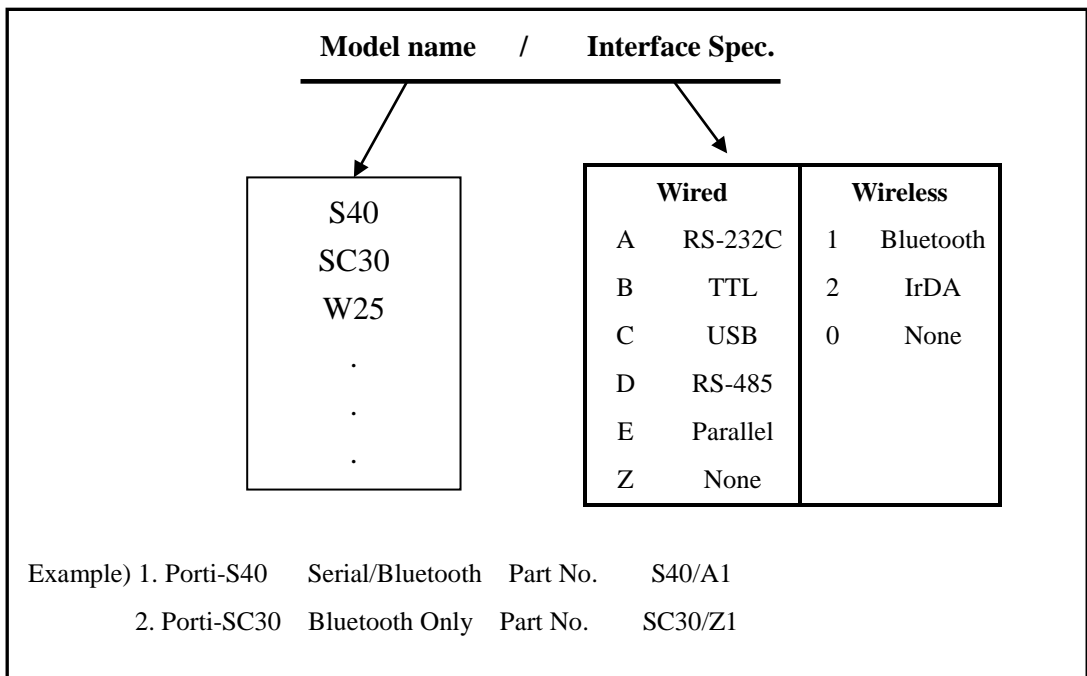 Model name / Interface Spec.
S40
SC30
W25
.
.
.
Wired Wireless
A RS-232C 1 Bluetooth
B TTL 2 IrDA
C USB 0 None
D RS-485
E Parallel
Z None
Example) 1. Porti-S40 Serial/Bluetooth Part No. S40/A1
2. Porti-SC30 Bluetooth Only Part No. SC30/Z1